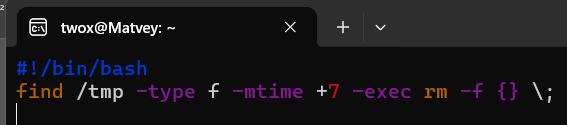 twox@Matvey: ~
#!/bin/bash
find /tmp -type f -mtime +7 -exec rm -f {} \;